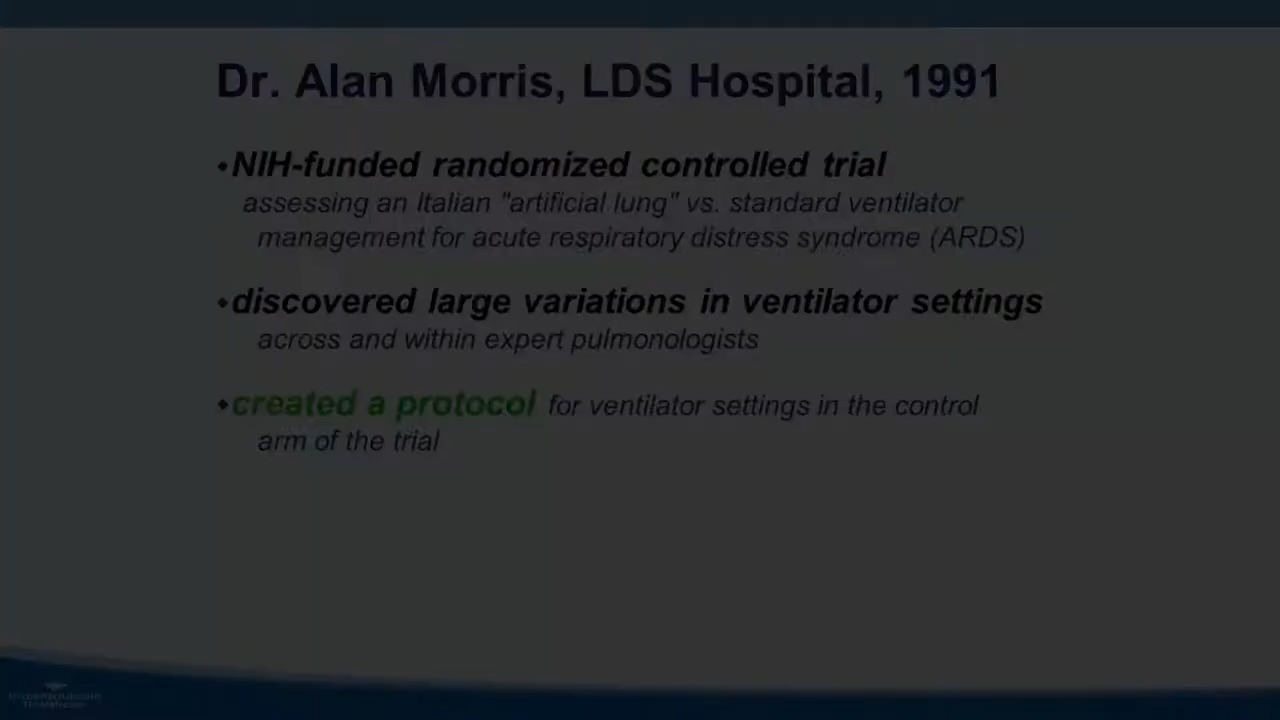 Dr. Alan Morris, LDS Hospital, 1991
•NIH-funded randomized controlled trial
assessing an Italian "artificial lung" vs. standard ventilator
management for acute respiratory distress syndrome (ARDS)
•discovered large variations in ventilator settings
across and within expert pulmonologists
•created a protocol for ventilator settings in the control
arm of the trial